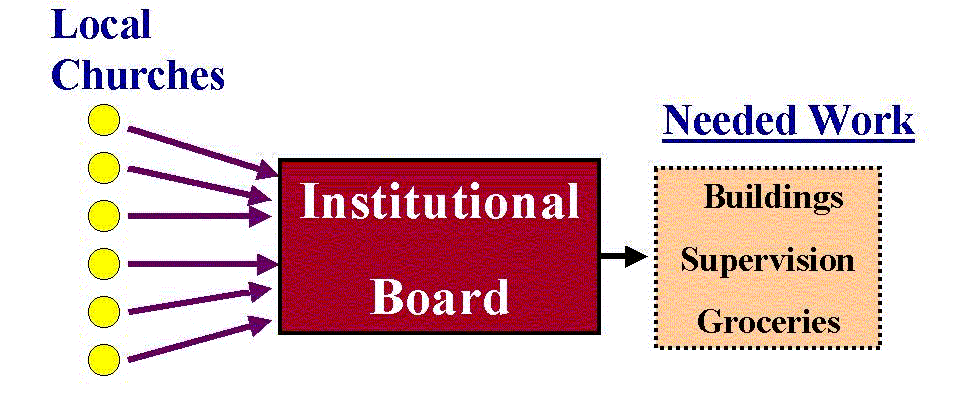 Local
Churches
Needed Work
Institutional
Board
Buildings
Supervision
Groceries